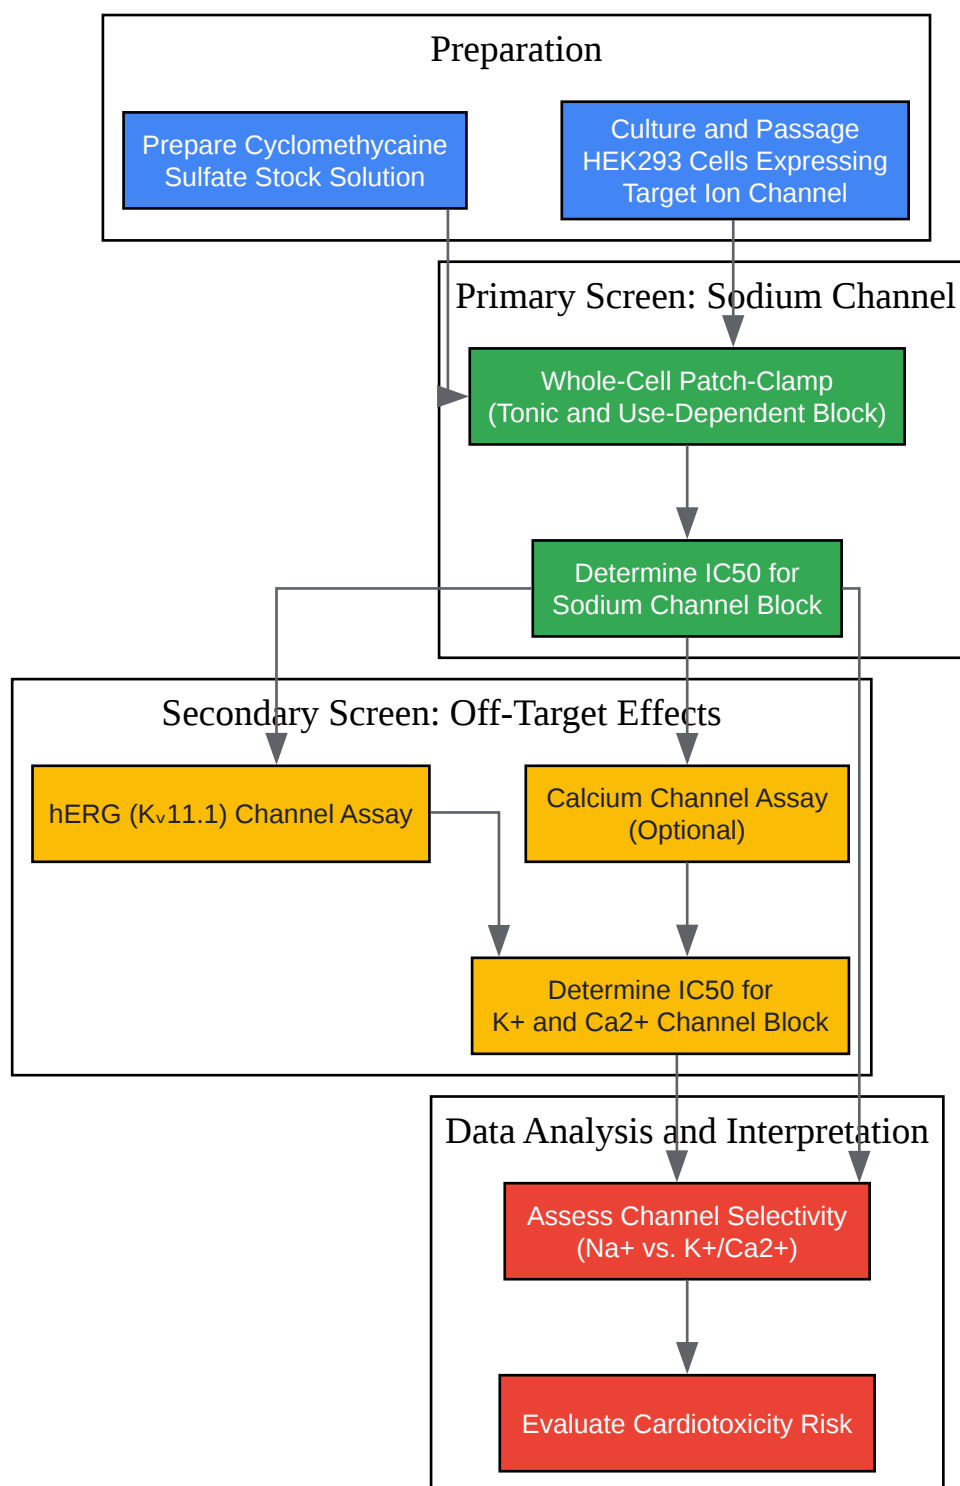 Preparation
Prepare Cyclomethycaine
Sulfate Stock Solution
Culture and Passage
HEK293 Cells Expressing
Target Ion Channel
Primary Screen: Sodium Channel
Whole-Cell Patch-Clamp
(Tonic and Use-Dependent Block)
Determine IC50 for
Sodium Channel Block
Secondary Screen: Off-Target Effects
hERG (Kᵥ11.1) Channel Assay
Calcium Channel Assay
(Optional)
Determine IC50 for
K+ and Ca2+ Channel Block
Data Analysis and Interpretation
Assess Channel Selectivity
(Na+ vs. K+/Ca2+)
Evaluate Cardiotoxicity Risk